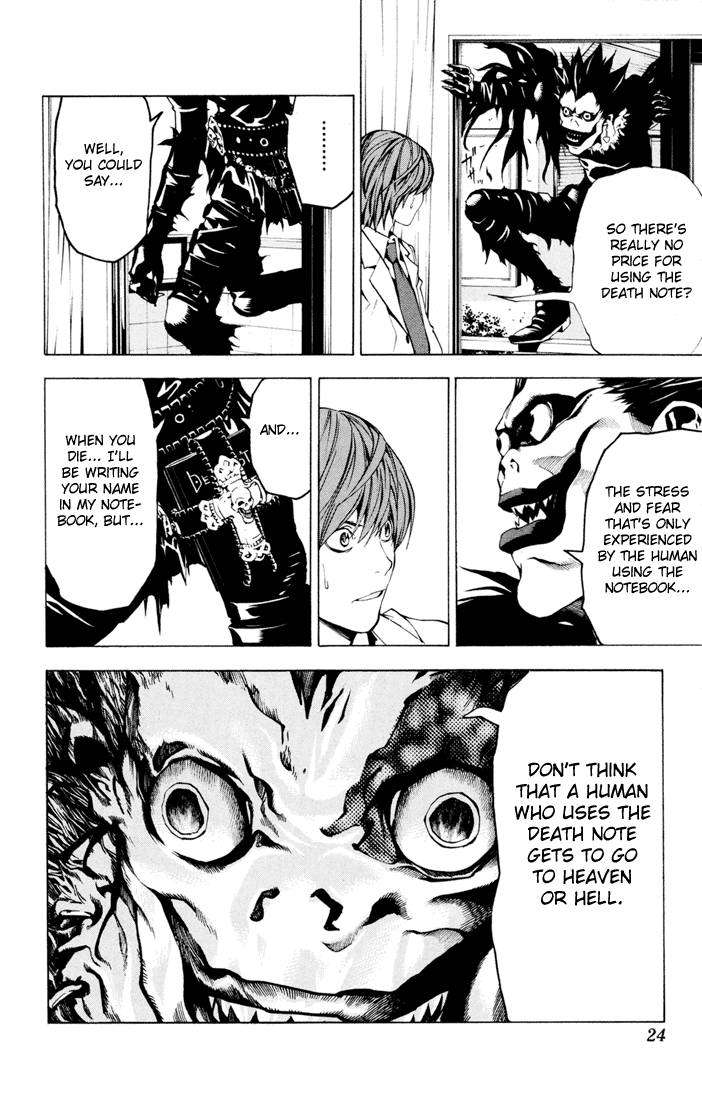 SO THERE'S
REALLY NO
PRICE FOR
USING THE
DEATH NOTE?
..........
WELL,
YOU COULD
SAY...
THE STRESS
AND FEAR
THAT'S ONLY
EXPERIENCED
BY THE HUMAN
USING THE
NOTEBOOK...
AND...
WHEN YOU
DIE... I'LL
BE WRITING
YOUR NAME
IN MY NOTE-
BOOK, BUT...
DON'T THINK
THAT A HUMAN
WHO USES THE
DEATH NOTE
GETS TO GO
TO HEAVEN
OR HELL.
24